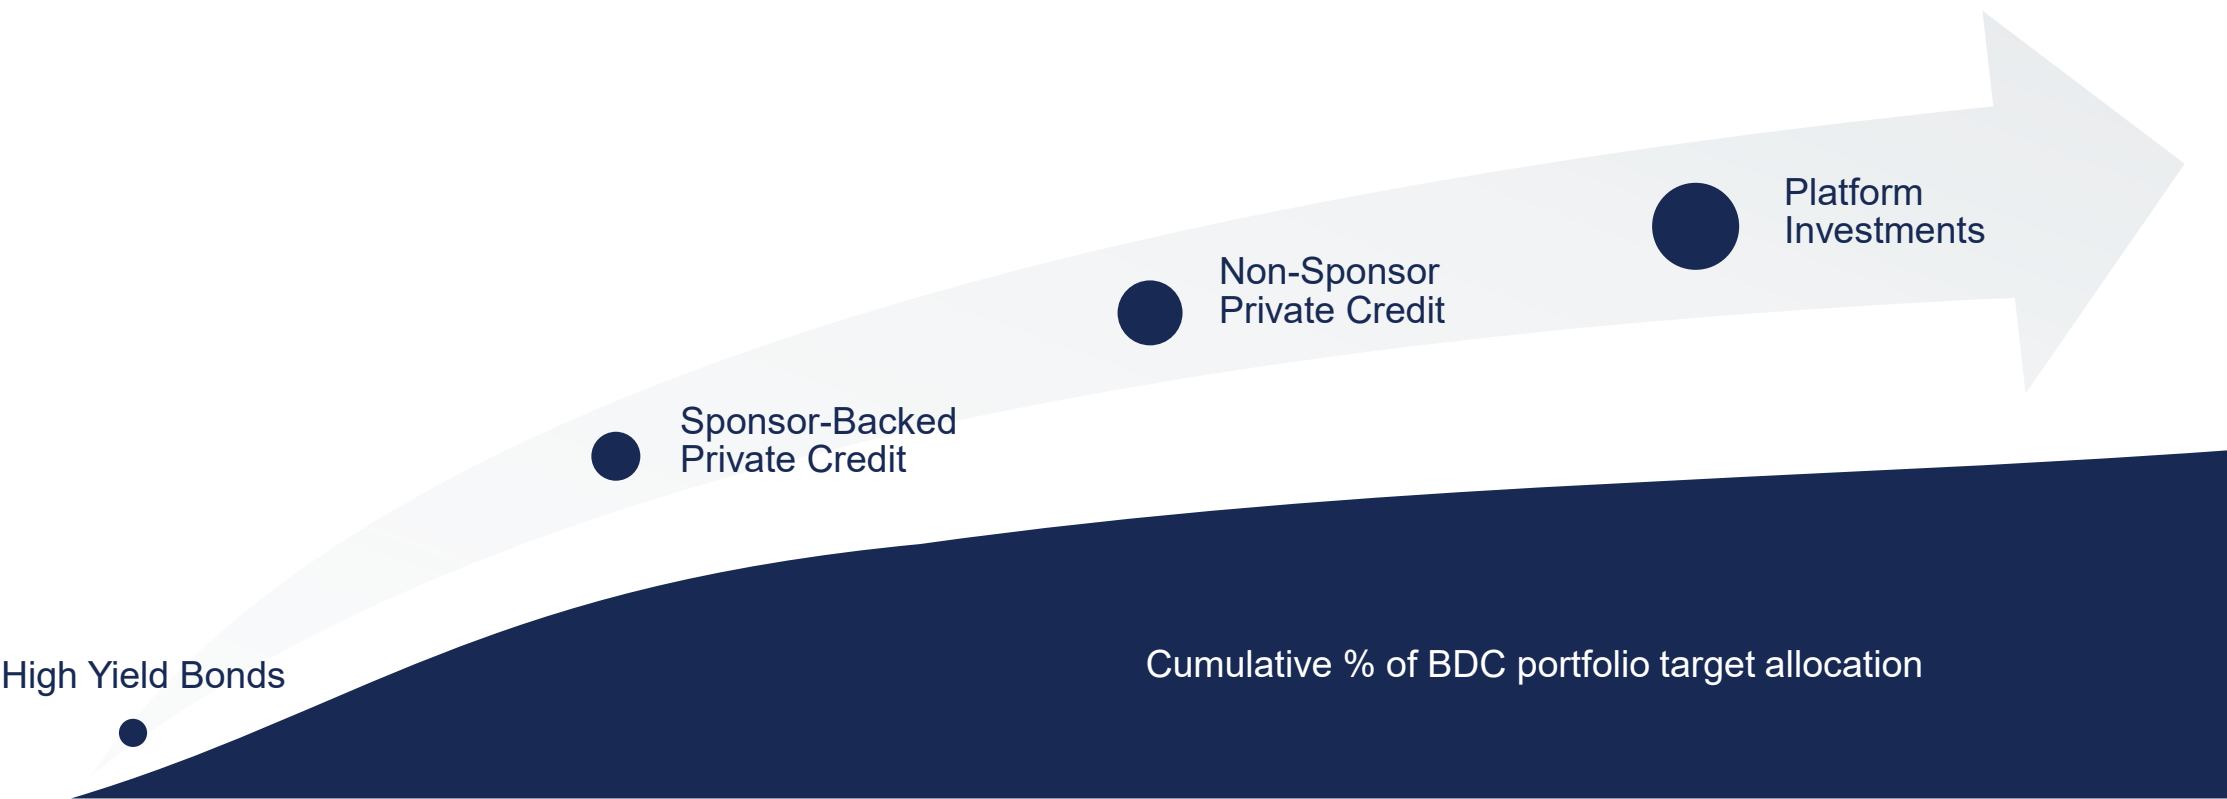 Platform
Investments
Non-Sponsor
Private Credit
Sponsor-Backed
Private Credit
High Yield Bonds
Cumulative % of BDC portfolio target allocation